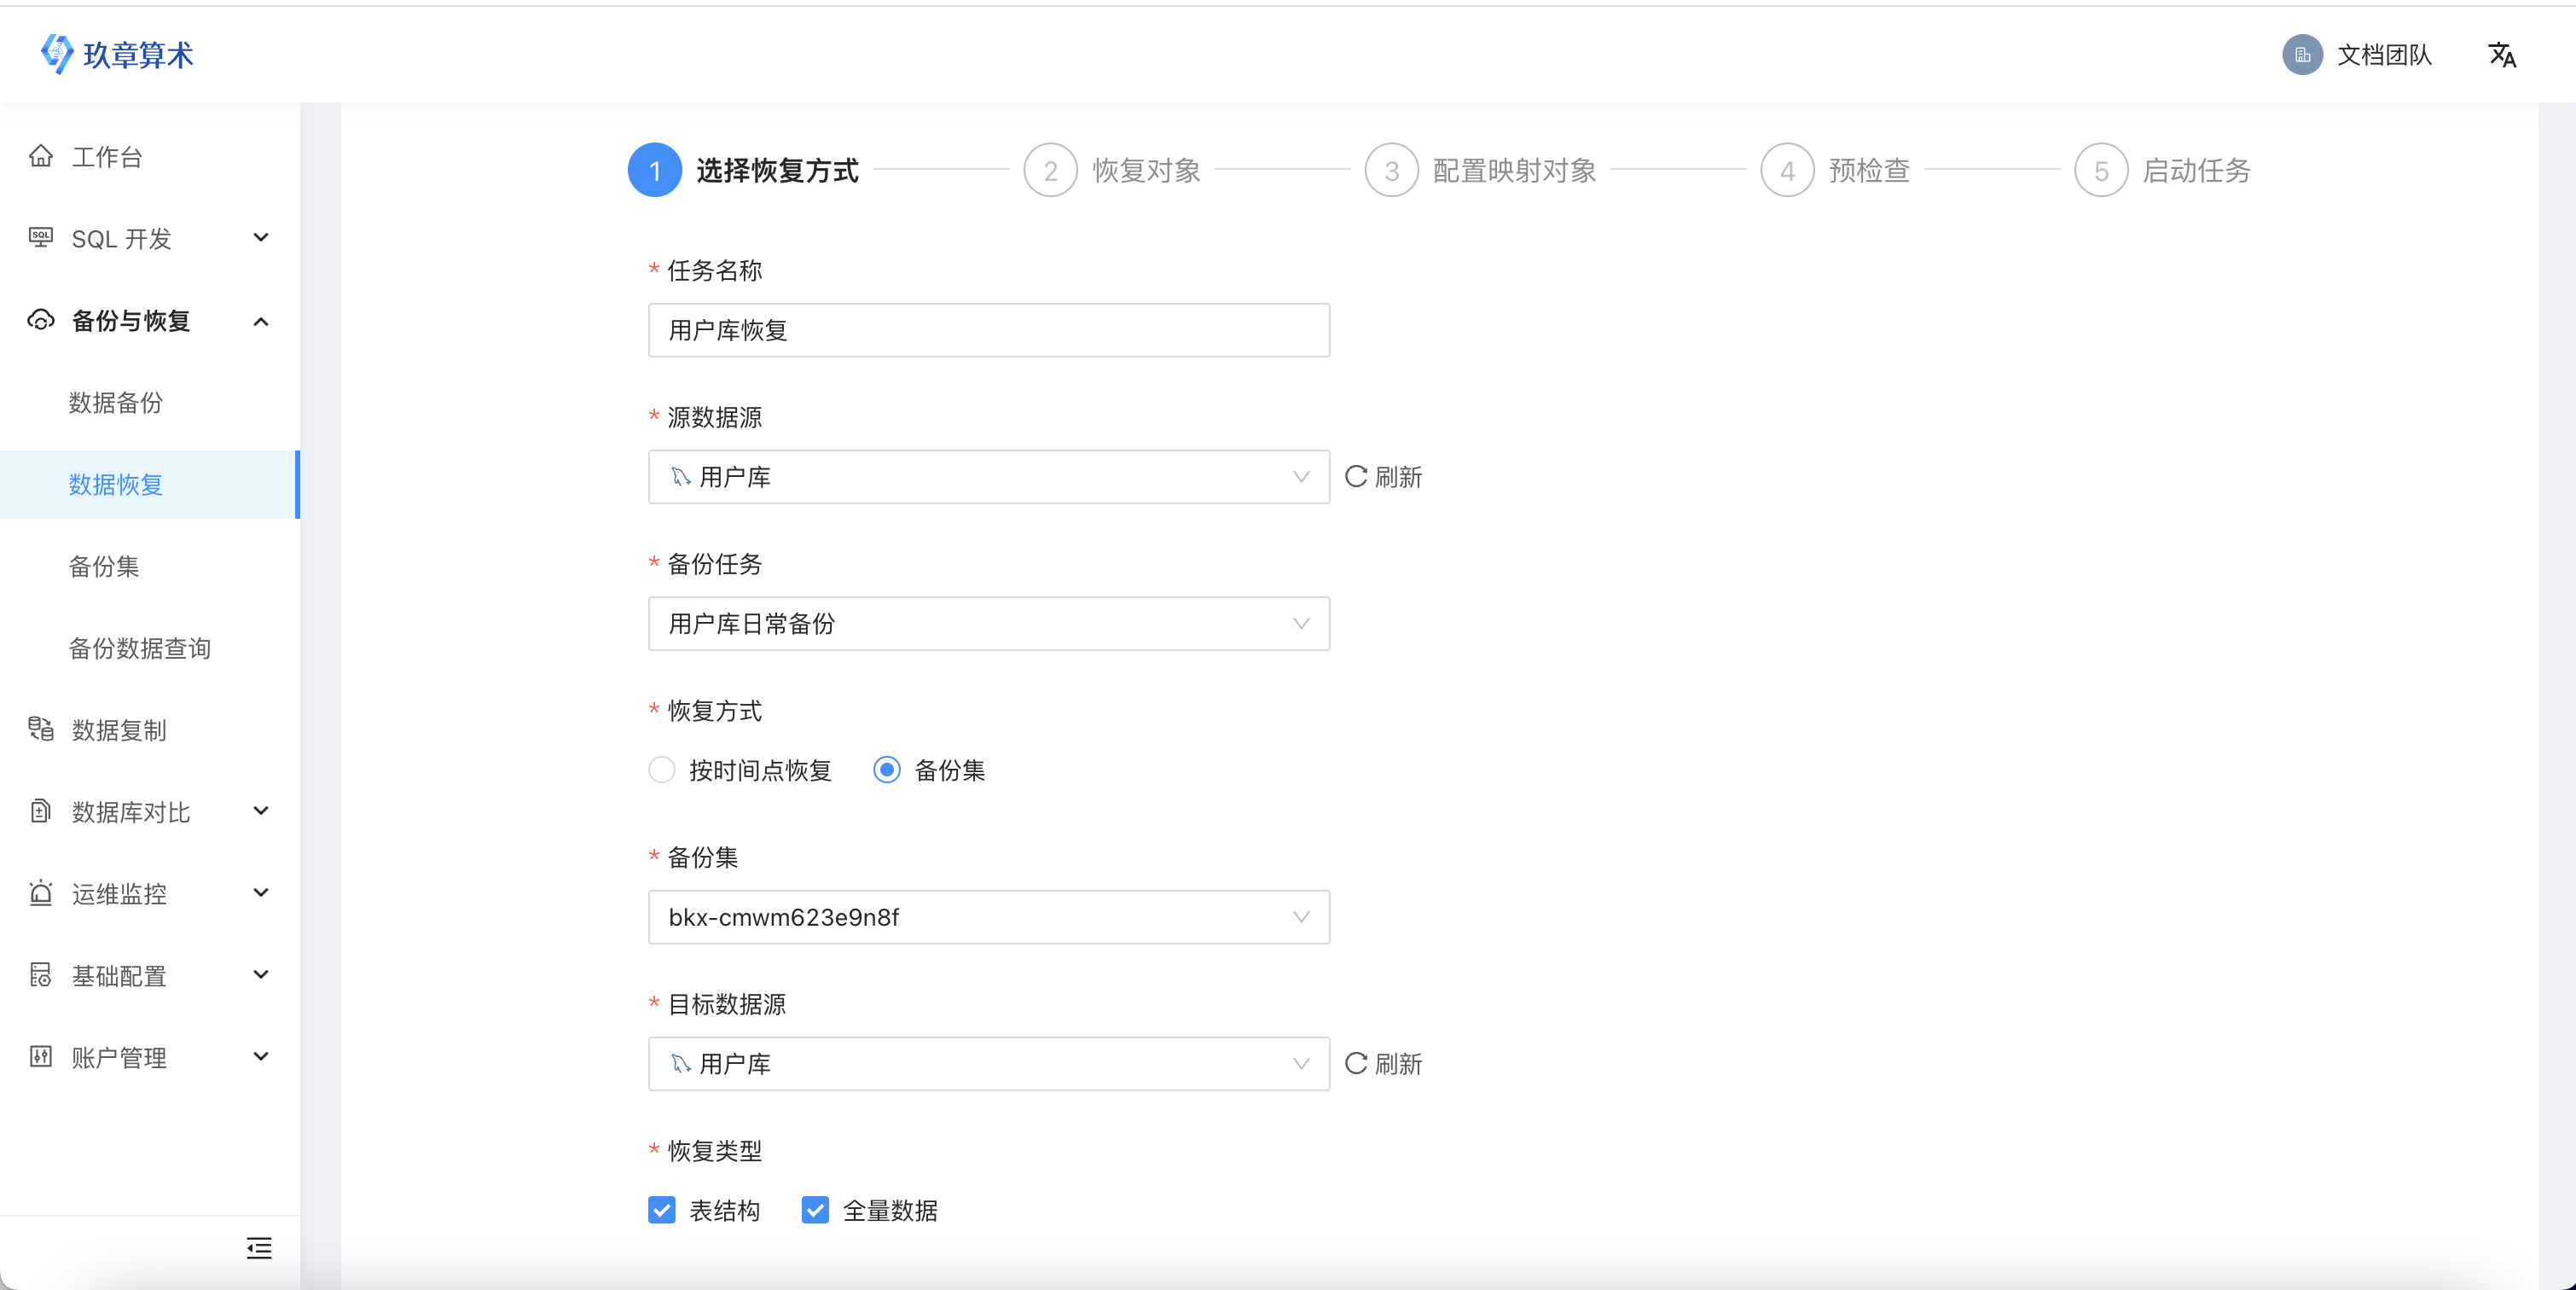 玖章算术
文档团队
工作台
SQL 开发
备份与恢复
数据备份
数据恢复
备份集
备份数据查询
数据复制
数据库对比
运维监控
基础配置
账户管理
1 选择恢复方式
2 恢复对象
3 配置映射对象
4 预检查
5 启动任务
* 任务名称
用户库恢复
* 源数据源
用户库
刷新
* 备份任务
用户库日常备份
* 恢复方式
按时间点恢复 备份集
* 备份集
bkx-cmwm623e9n8f
* 目标数据源
用户库
刷新
* 恢复类型
表结构 全量数据